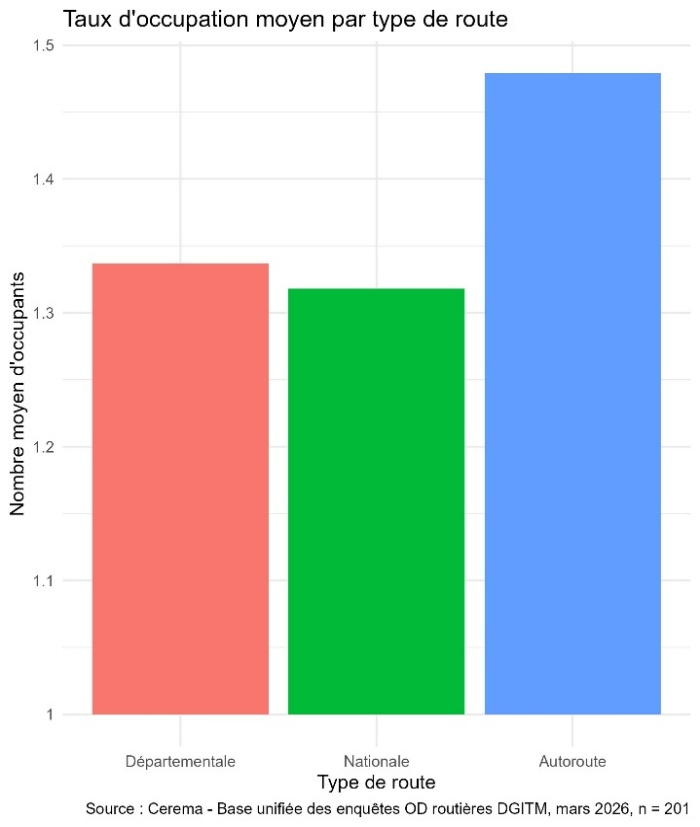 Taux d'occupation moyen par type de route
1.5
1.4
1.3
1.2
1.1
1
Nombre moyen d'occupants
Départementale
Nationale
Autoroute
Type de route
Source : Cerema - Base unifiée des enquêtes OD routières DGITM, mars 2026, n = 201